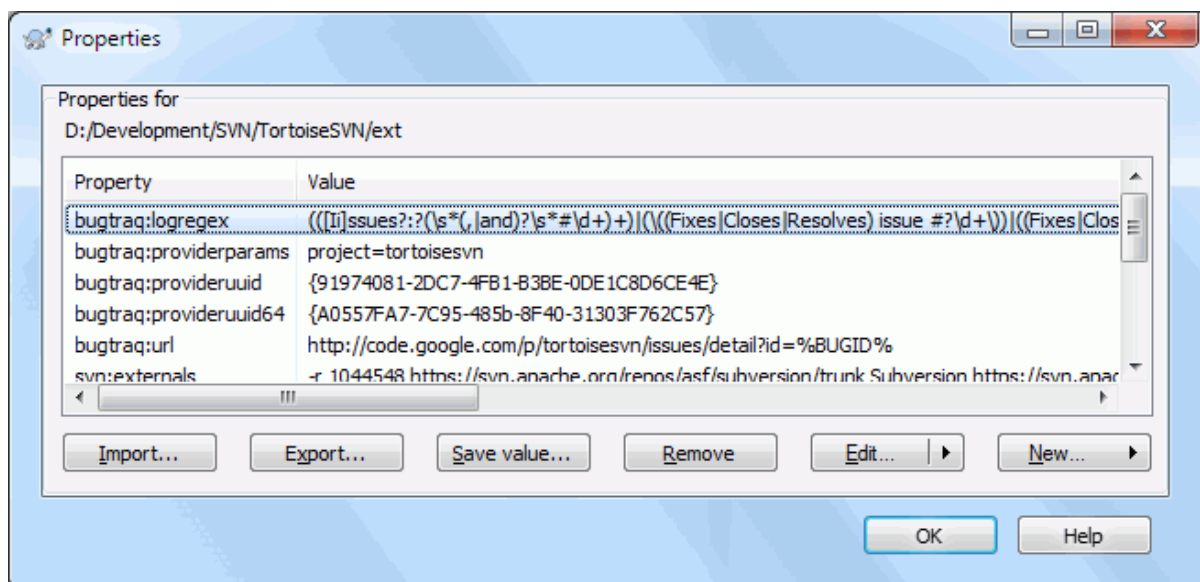 Properties
Properties for
D:/Development/SVN/TortoiseSVN/ext
Property Value
bugtraq:logregex (([Ii]ssues?:?(\s*(,|and)?\s*#\d+)+)|(\((Fixes|Closes|Resolves) issue #?\d+\))|((Fixes|Clos
bugtraq:providerparams project=tortoisesvn
bugtraq:provideruuid {91974081-2DC7-4FB1-B3BE-0DE1C8D6CE4E}
bugtraq:provideruuid64 {A0557FA7-7C95-485b-8F40-31303F762C57}
bugtraq:url http://code.google.com/p/tortoisesvn/issues/detail?id=%BUGID%
svn:externals -r 1044548 https://svn.apache.org/repos/asf/subversion/trunk Subversion https://svn.apac
Import... Export... Save value... Remove Edit... New...
OK Help